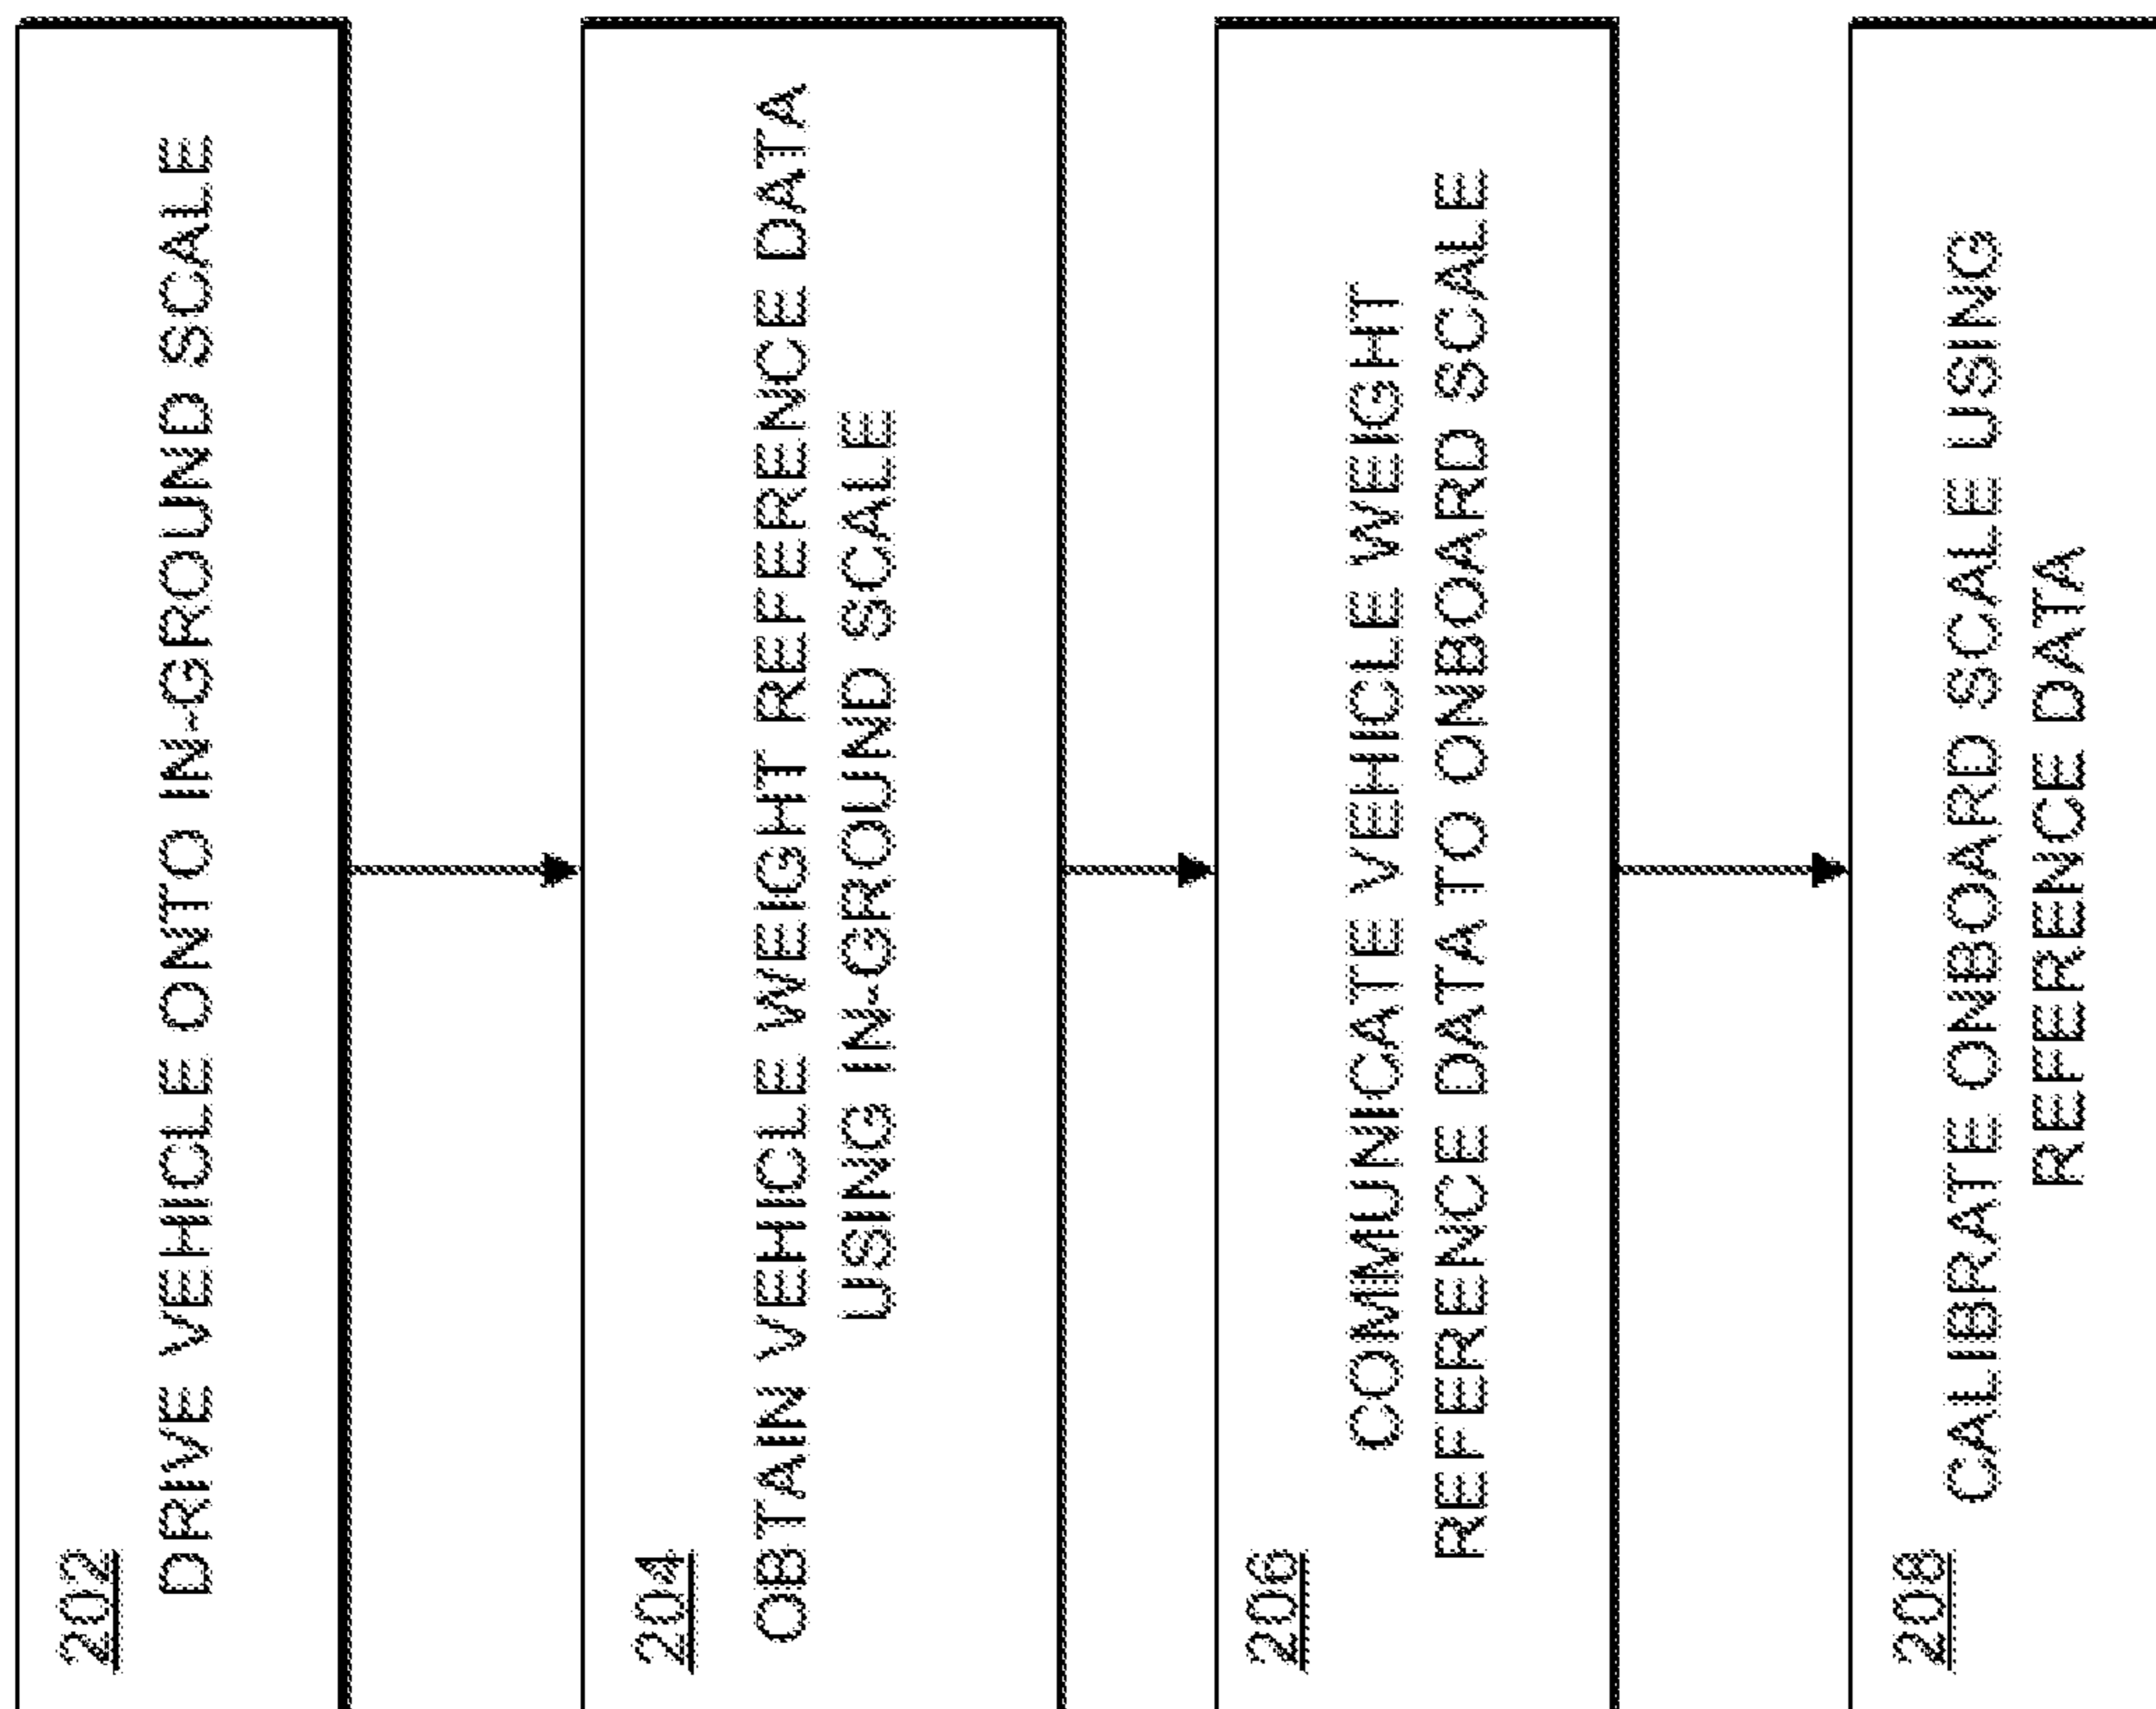 202
DRIVE VEHICLE ONTO IN-GROUND SCALE
204
OBTAIN VEHICLE WEIGHT REFERENCE DATA
USING IN-GROUND SCALE
206
COMMUNICATE VEHICLE WEIGHT
REFERENCE DATA TO ONBOARD SCALE
208
CALIBRATE ONBOARD SCALE USING
REFERENCE DATA